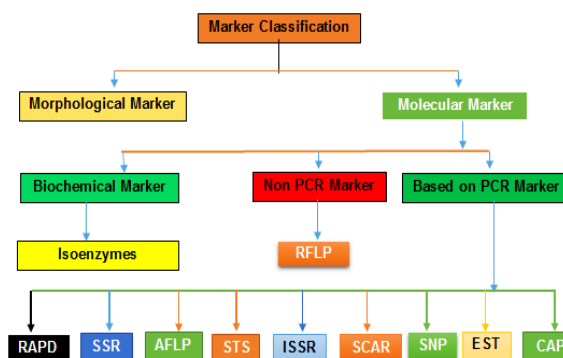 Marker Classification
Morphological Marker
Molecular Marker
Biochemical Marker
Non PCR Marker
Based on PCR Marker
Isoenzymes
RFLP
RAPD
SSR
AFLP
STS
ISSR
SCAR
SNP
EST
CAP